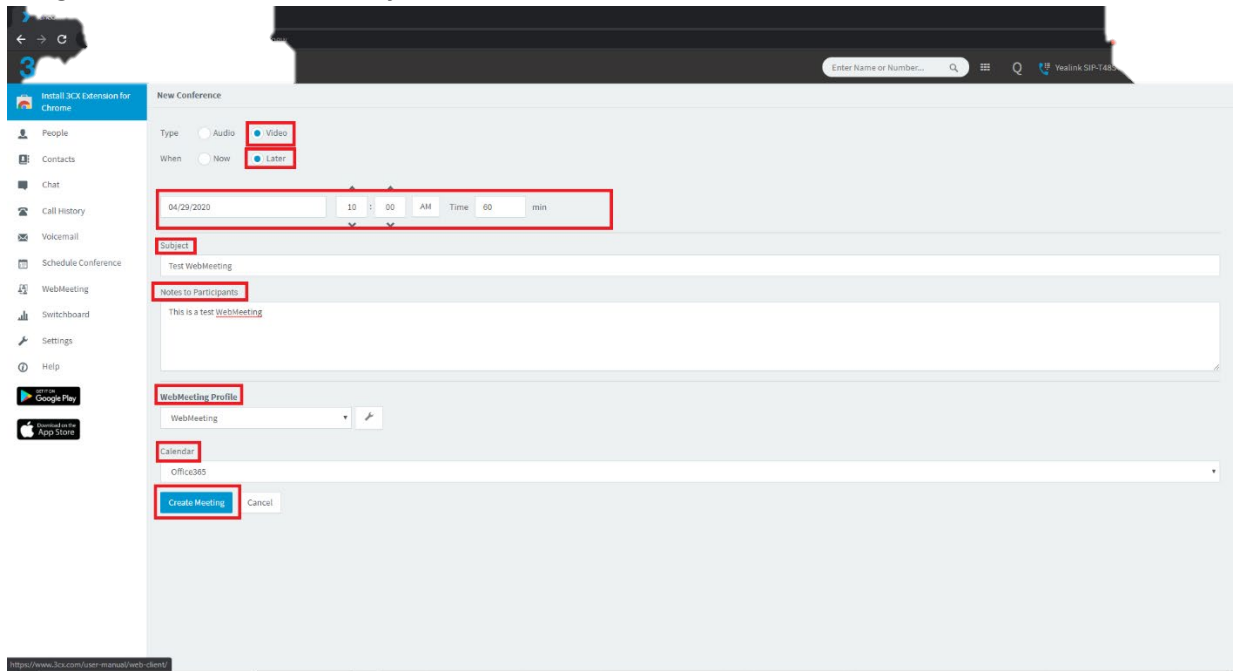 3
Enter Name or Number...
Q
Yealink SIP-T48S
Install 3CX Extension for
Chrome
People
Contacts
Chat
Call History
Voicemail
Schedule Conference
WebMeeting
Switchboard
Settings
Help
GET IT ON
Google Play
Download on the
App Store
New Conference
Type Audio Video
When Now Later
04/29/2020 10 : 00 AM Time 60 min
Subject
Test WebMeeting
Notes to Participants
This is a test WebMeeting
WebMeeting Profile
WebMeeting
Calendar
Office365
Create Meeting Cancel
https://www.3cx.com/user-manual/web-client/